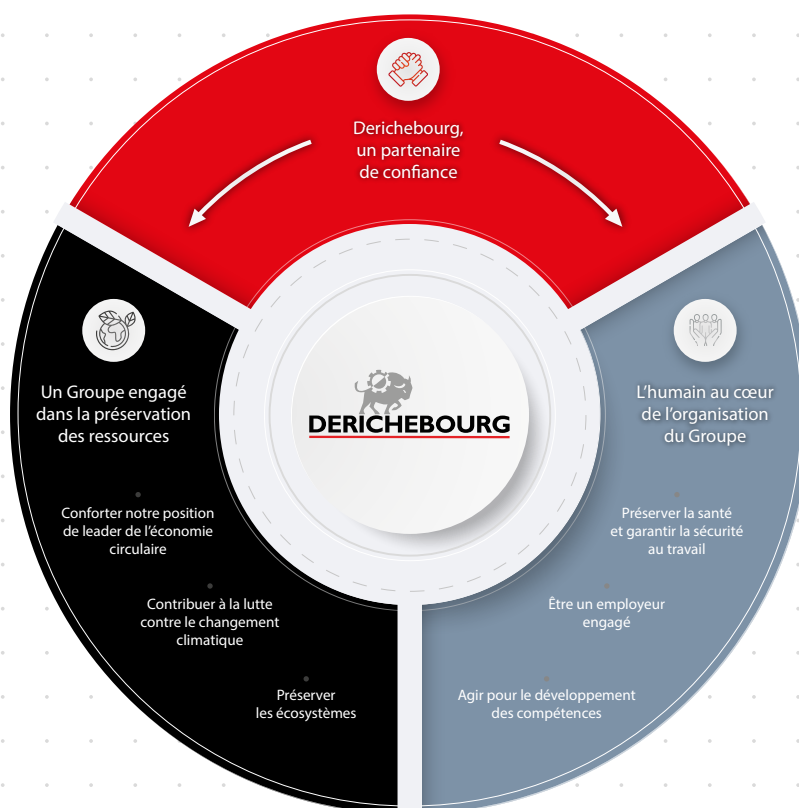 Derichebourg,
un partenaire
de confiance
Un Groupe engagé
dans la préservation
des ressources
Conforter notre position
de leader de l’économie
circulaire
Contribuer à la lutte
contre le changement
climatique
Préserver
les écosystèmes
DERICHEBOURG
L’humain au cœur
de l’organisation
du Groupe
Préserver la santé
et garantir la sécurité
au travail
Être un employeur
engagé
Agir pour le développement
des compétences